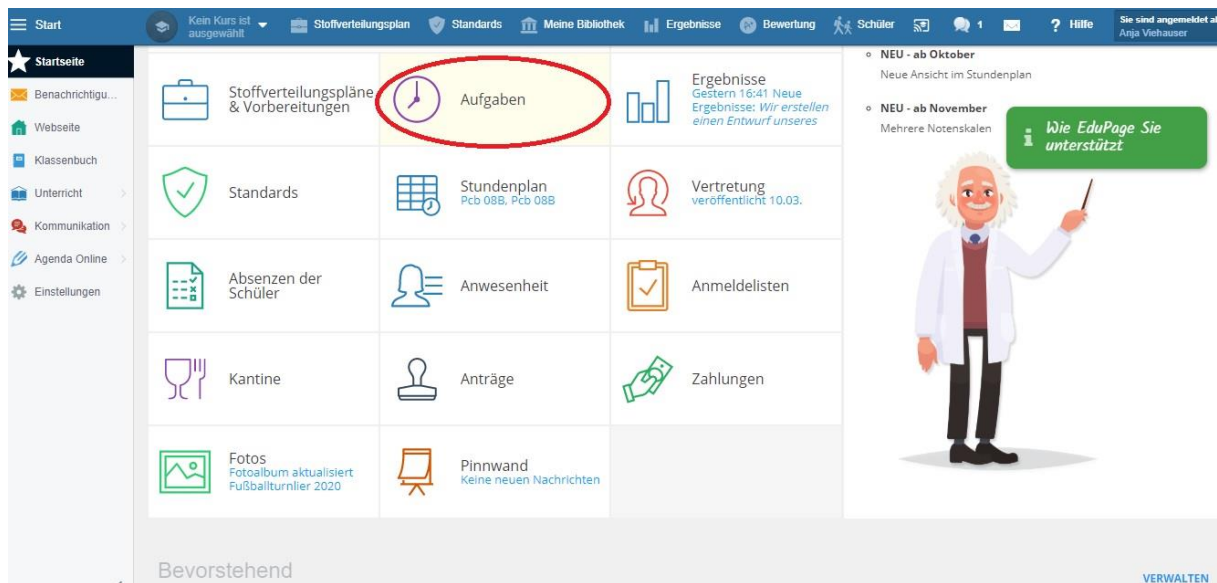 Start
Kein Kurs ist
ausgewählt
Stoffverteilungsplan
Standards
Meine Bibliothek
Ergebnisse
Bewertung
Schüler
1
? Hilfe
Sie sind angemeldet al
Anja Viehauser
Startseite
Benachrichtigu...
Webseite
Klassenbuch
Unterricht
Kommunikation
Agenda Online
Einstellungen
Stoffverteilungspläne
& Vorbereitungen
Aufgaben
Ergebnisse
Gestern 16:41 Neue
Ergebnisse: Wir erstellen
einen Entwurf unseres
Standards
Stundenplan
Pcb 08B, Pcb 08B
Vertretung
veröffentlicht 10.03.
Absenzen der
Schüler
Anwesenheit
Anmeldelisten
Kantine
Anträge
Zahlungen
Fotos
Fotoalbum aktualisiert
Fußballturnlier 2020
Pinnwand
Keine neuen Nachrichten
NEU - ab Oktober
Neue Ansicht im Stundenplan
NEU - ab November
Mehrere Notenskalen
Wie EduPage Sie
unterstützt
Bevorstehend
VERWALTEN